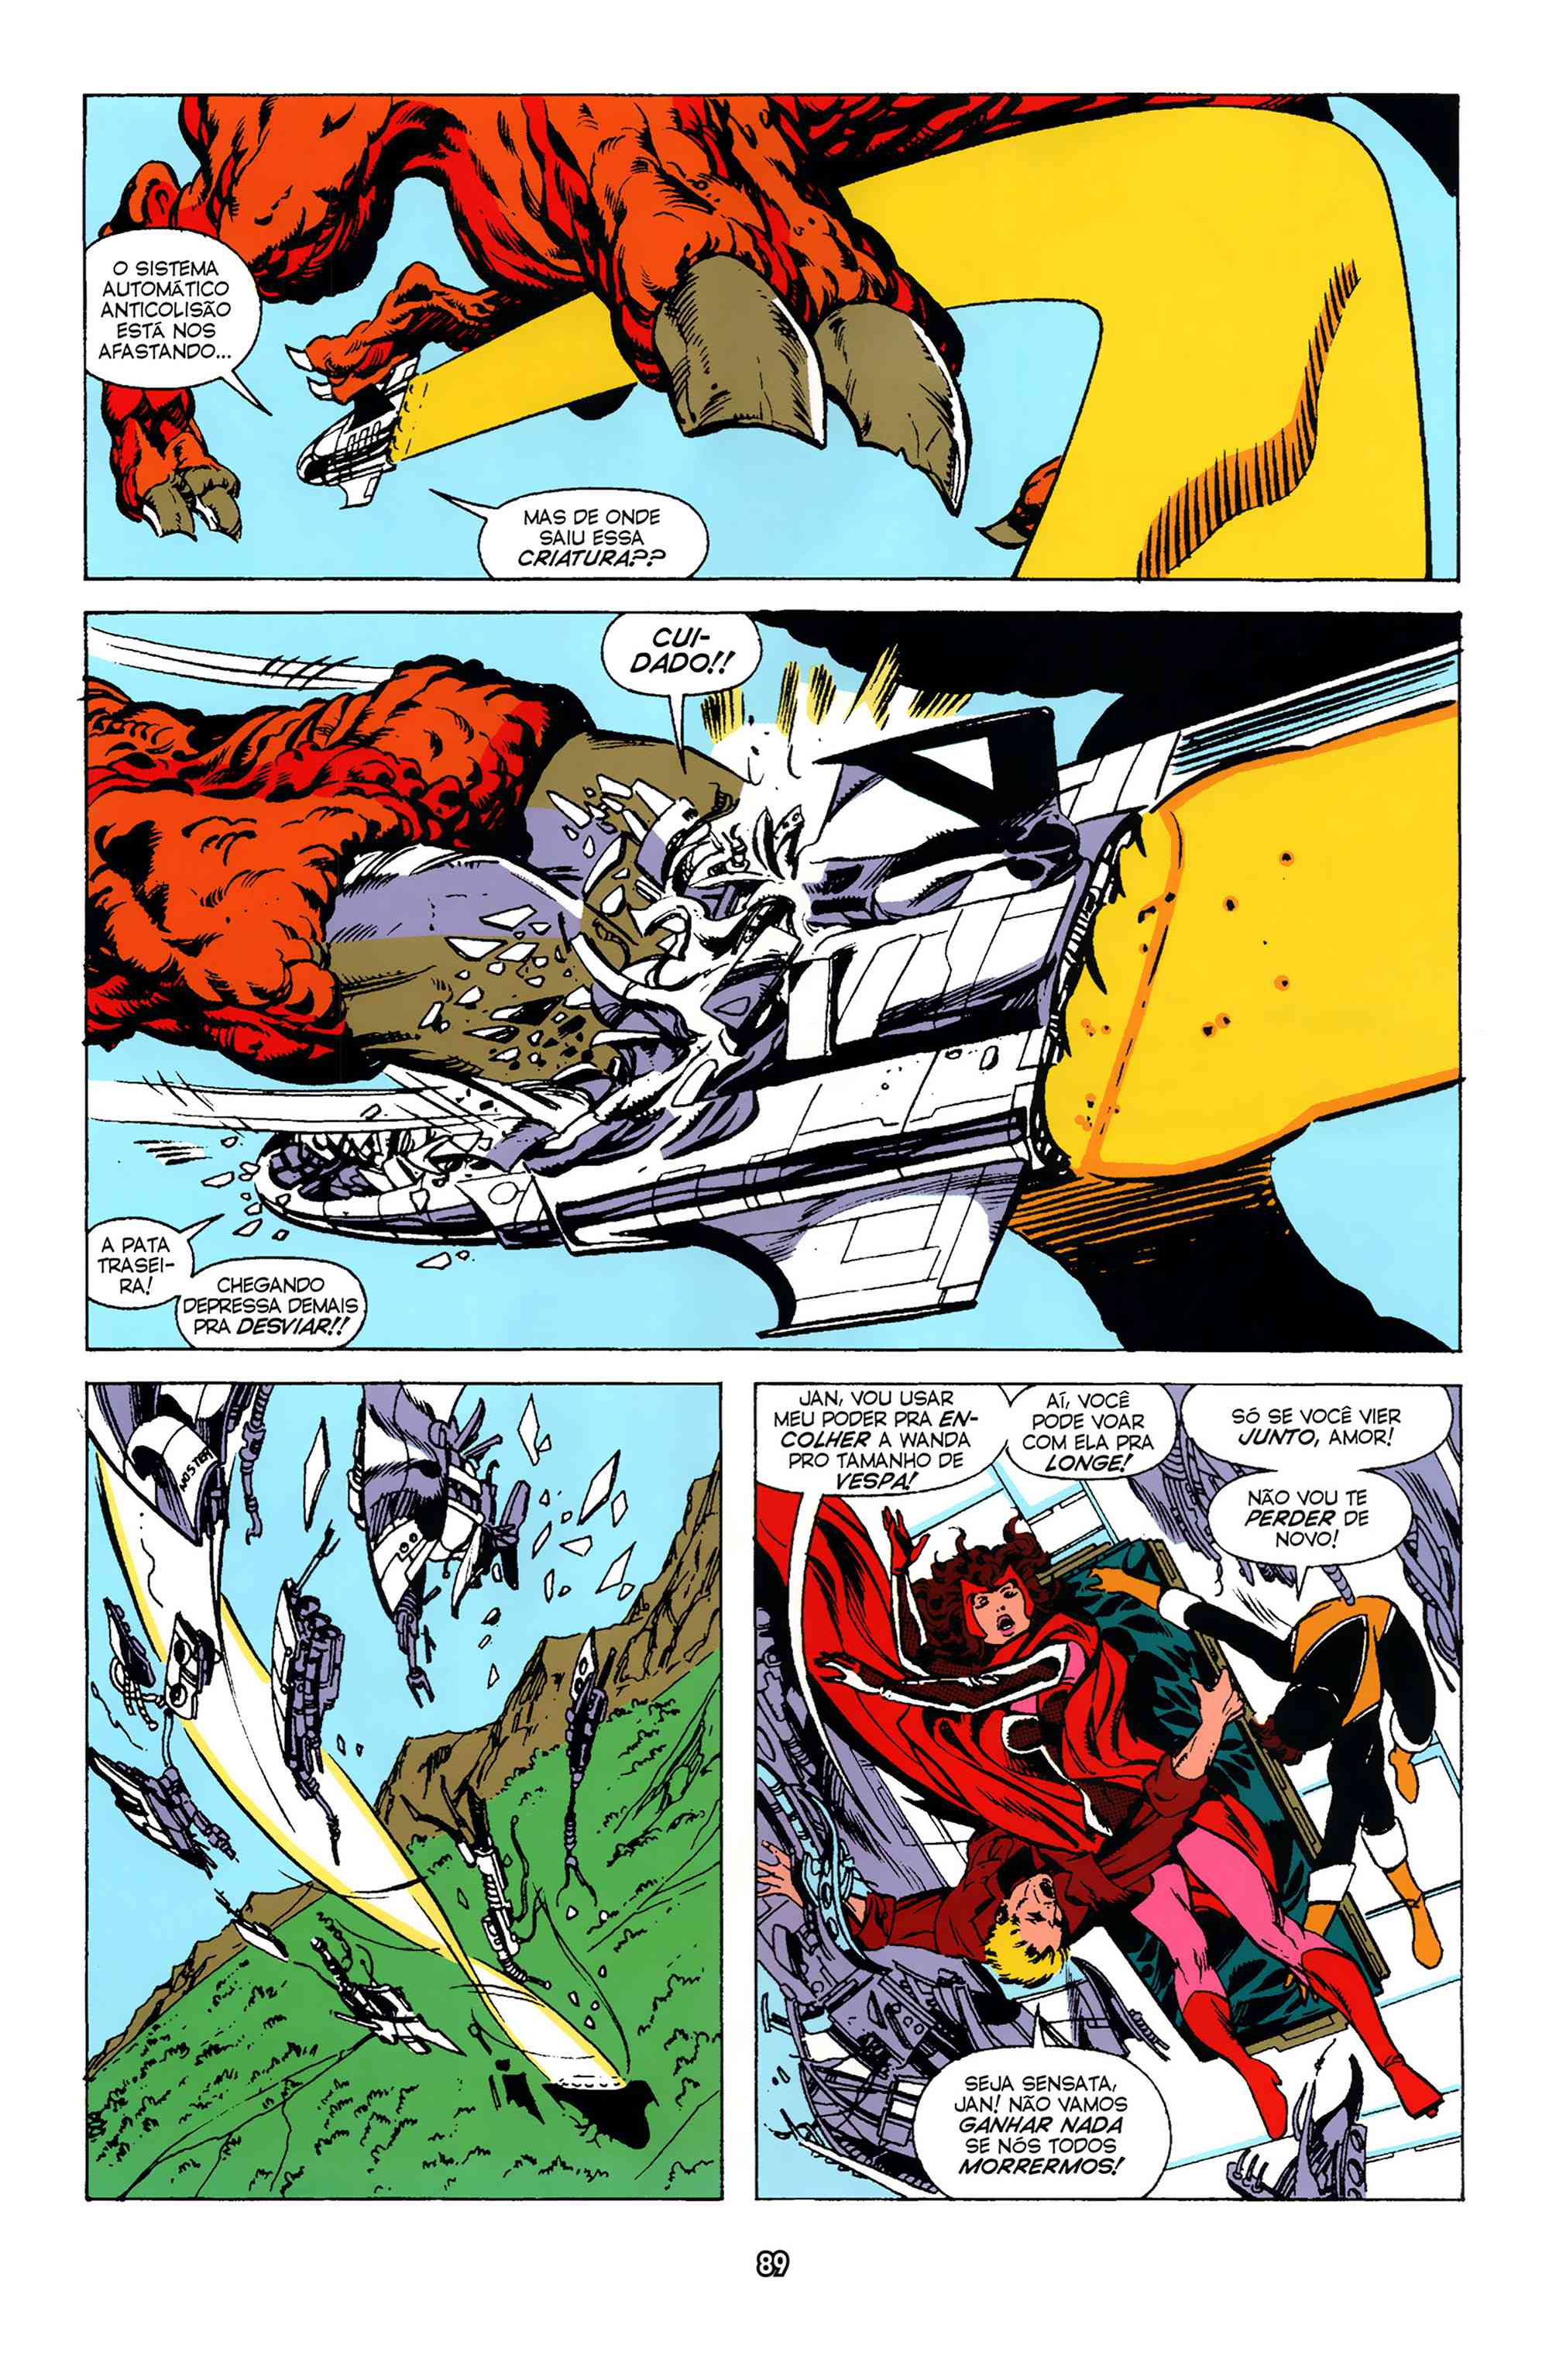 O SISTEMA
AUTOMÁTICO
ANTICOLISÃO
ESTÁ NOS
AFASTANDO...
MAS DE ONDE
SAIU ESSA
CRIATURA??
CUI-
DADO!!
A PATA
TRASEI-
RA!
CHEGANDO
DEPRESSA DEMAIS
PRA DESVIAR!!
JAN, VOU USAR
MEU PODER PRA EN-
COLHER A WANDA
PRO TAMANHO DE
VESPA!
AÍ, VOCÊ
PODE VOAR
COM ELA PRA
LONGE!
SÓ SE VOCÊ VIER
JUNTO, AMOR!
NÃO VOU TE
PERDER DE
NOVO!
SEJA SENSATA,
JAN! NÃO VAMOS
GANHAR NADA
SE NÓS TODOS
MORRERMOS!
89